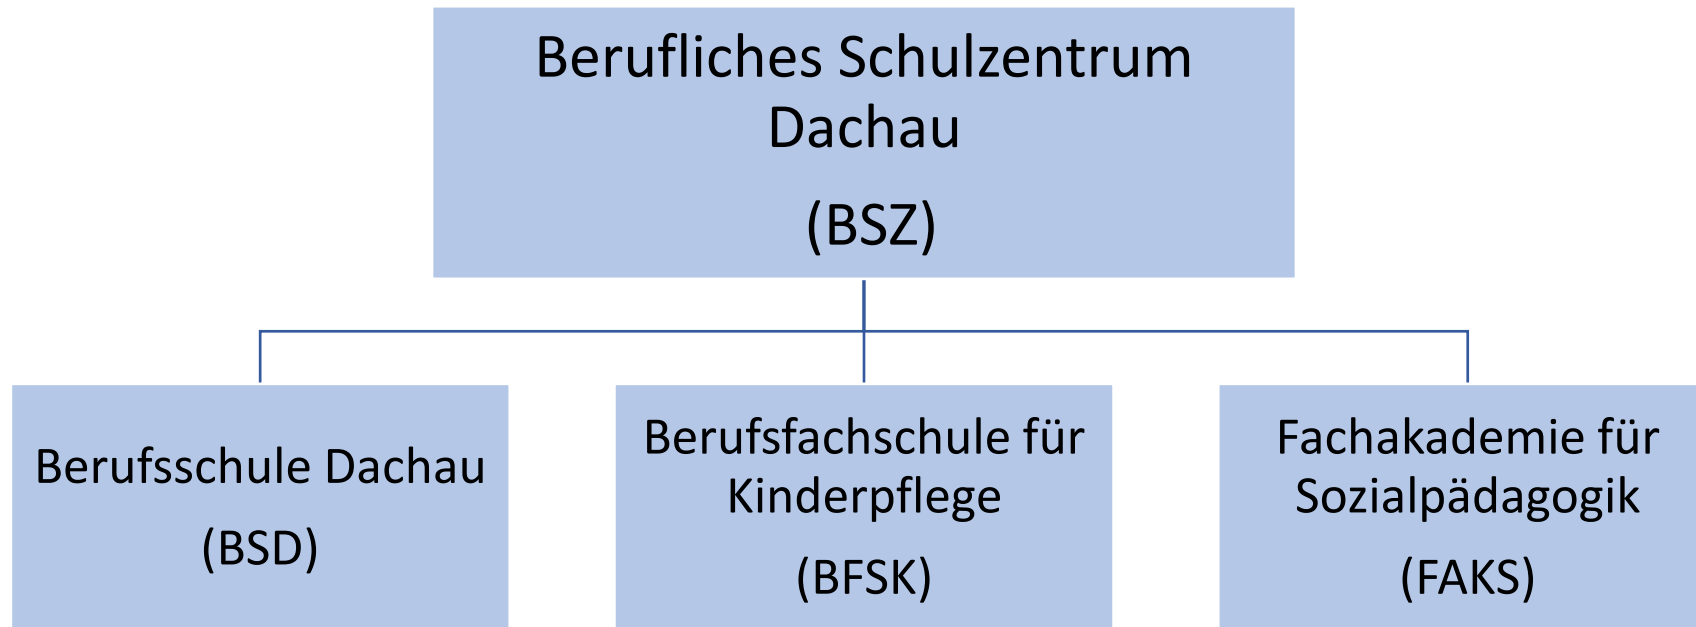 Berufliches Schulzentrum
Dachau
(BSZ)
Berufsschule Dachau
(BSD)
Berufsfachschule für
Kinderpflege
(BFSK)
Fachakademie für
Sozialpädagogik
(FAKS)